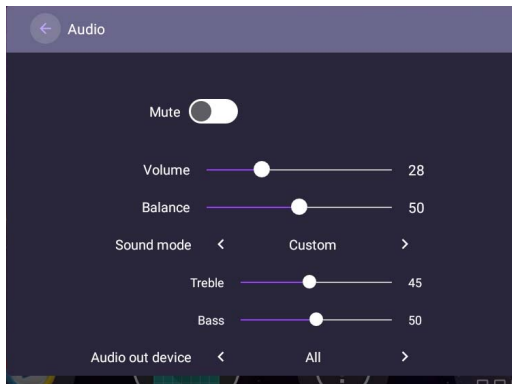 Audio
Mute
Volume 28
Balance 50
Sound mode < Custom >
Treble 45
Bass 50
Audio out device < All >